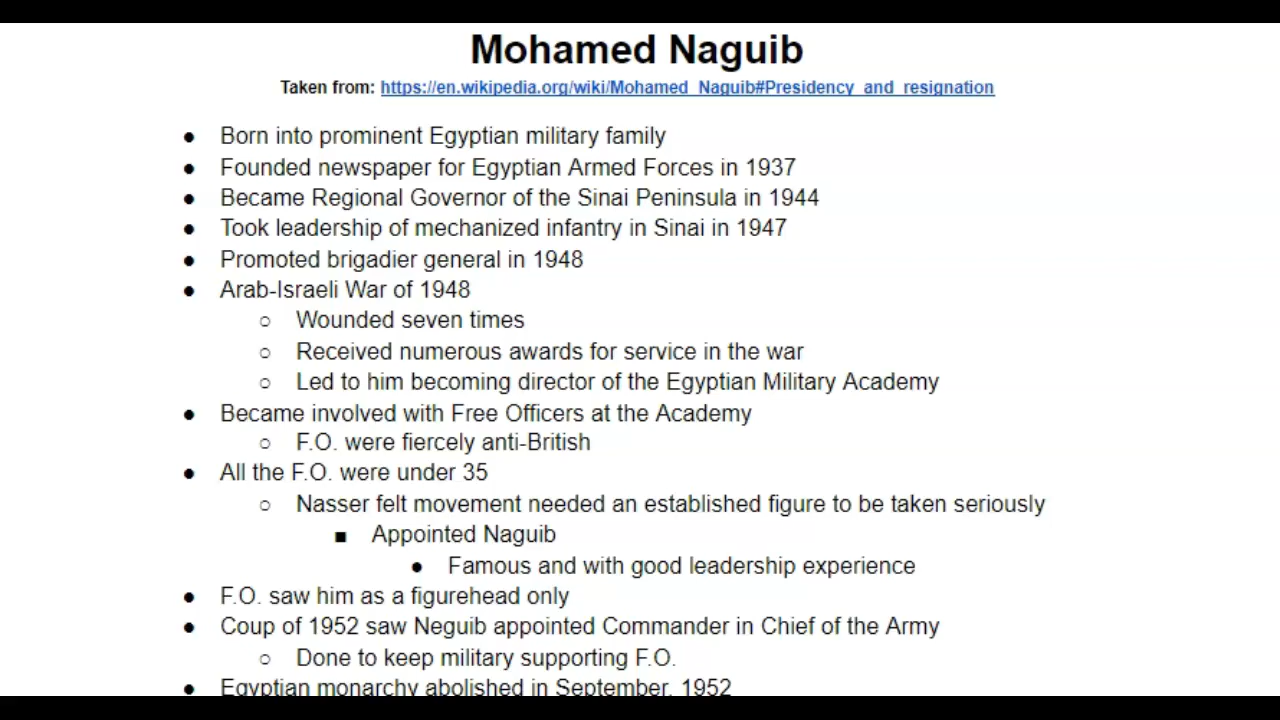 Mohamed Naguib
Taken from: https://en.wikipedia.org/wiki/Mohamed_Naguib#Presidency_and_resignation
● Born into prominent Egyptian military family
● Founded newspaper for Egyptian Armed Forces in 1937
● Became Regional Governor of the Sinai Peninsula in 1944
● Took leadership of mechanized infantry in Sinai in 1947
● Promoted brigadier general in 1948
● Arab-Israeli War of 1948
○ Wounded seven times
○ Received numerous awards for service in the war
○ Led to him becoming director of the Egyptian Military Academy
● Became involved with Free Officers at the Academy
○ F.O. were fiercely anti-British
● All the F.O. were under 35
○ Nasser felt movement needed an established figure to be taken seriously
■ Appointed Naguib
● Famous and with good leadership experience
● F.O. saw him as a figurehead only
● Coup of 1952 saw Neguib appointed Commander in Chief of the Army
○ Done to keep military supporting F.O.
● Egyptian monarchy abolished in September, 1952